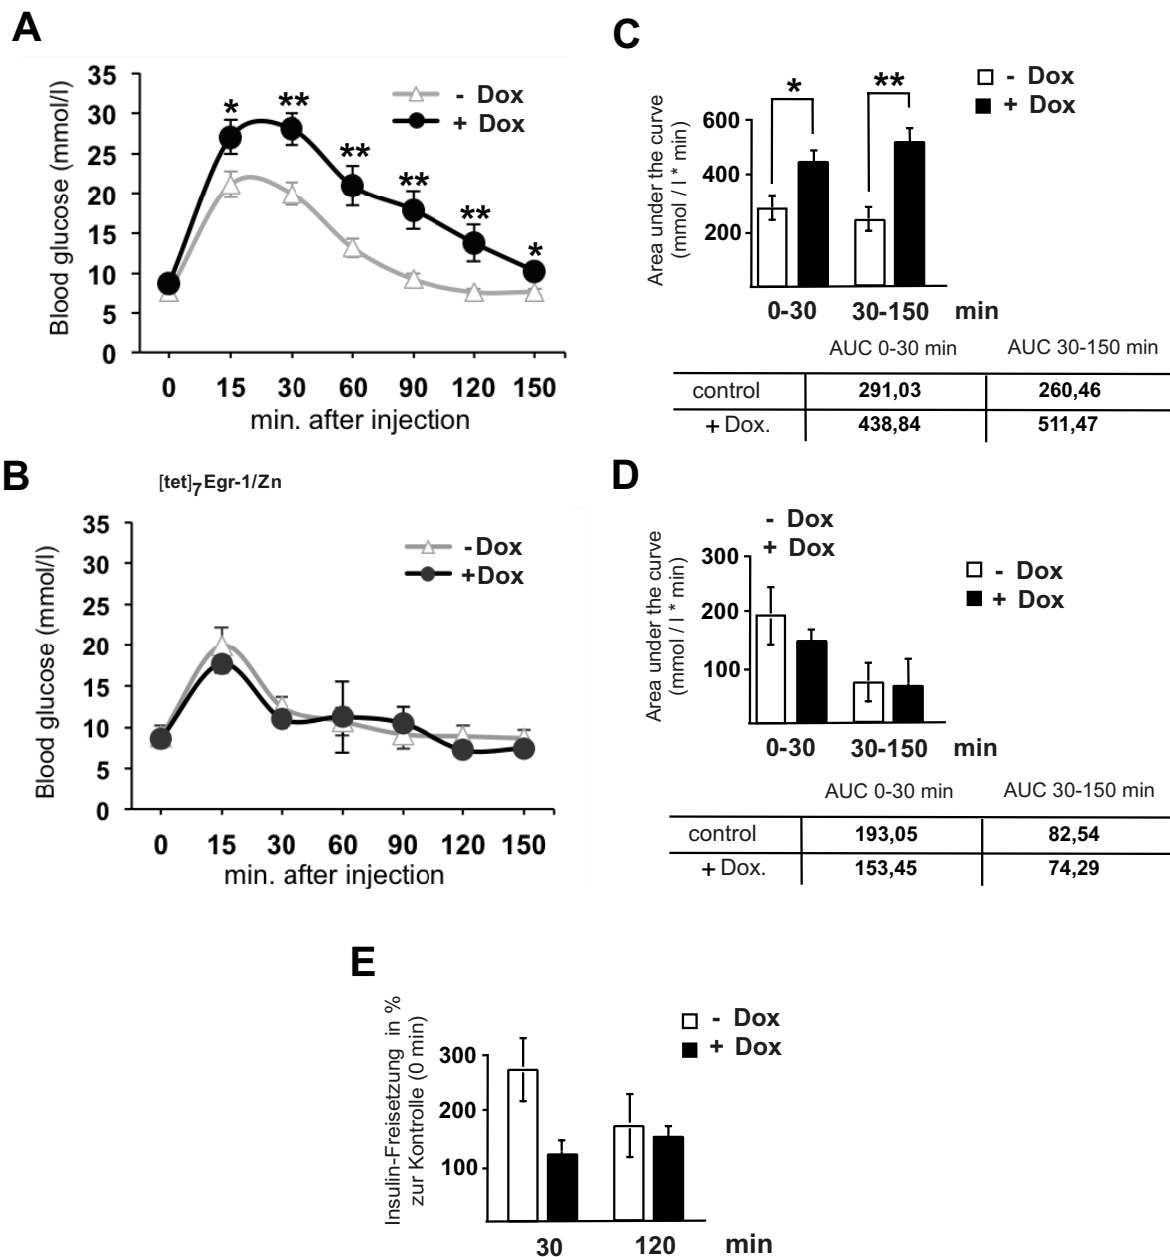 A
35
30
25
20
15
10
5
0
Blood glucose (mmol/l)
- Dox
+ Dox
*
**
**
**
**
*
0 15 30 60 90 120 150
min. after injection
C
- Dox
+ Dox
*
**
600
400
200
Area under the curve
(mmol / l * min)
0-30 30-150 min
AUC 0-30 min AUC 30-150 min
control 291,03 260,46
+ Dox. 438,84 511,47
B
[tet]7Egr-1/Zn
35
30
25
20
15
10
5
0
Blood glucose (mmol/l)
- Dox
+ Dox
0 15 30 60 90 120 150
min. after injection
D
- Dox
+ Dox
300
200
100
Area under the curve
(mmol / l * min)
- Dox
+ Dox
0-30 30-150 min
AUC 0-30 min AUC 30-150 min
control 193,05 82,54
+ Dox. 153,45 74,29
E
Insulin-Freisetzung in %
zur Kontrolle (0 min)
300
200
100
- Dox
+ Dox
30 120 min